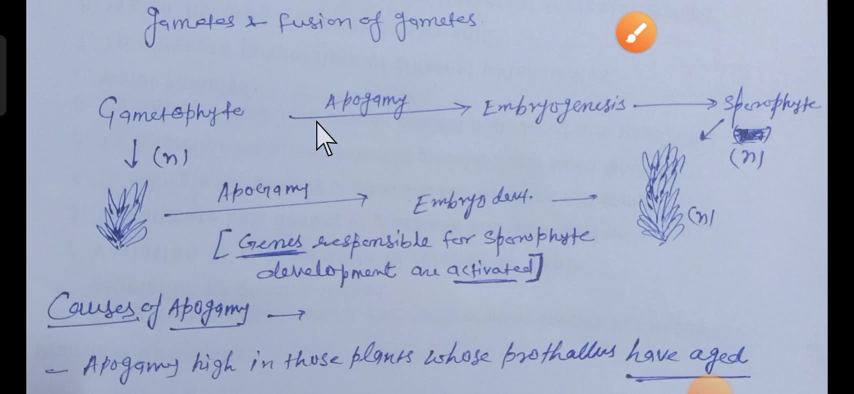 gametes & fusion of gametes.
Gametophyte Apogamy Embryogenesis Sporophyte
(n) (n)
Apogamy Embryo devt. (n)
[Genes responsible for Sporophyte
development are activated]
Causes of Apogamy
- Apogamy high in those plants whose prothallus have aged